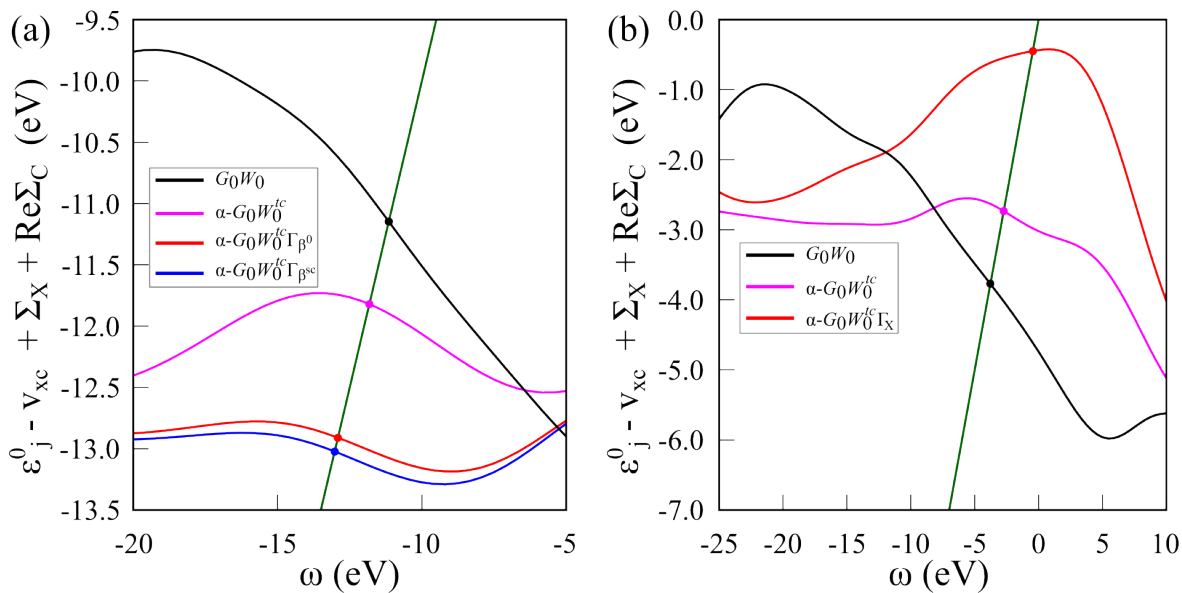 (a)
ε⁰j - vxc + ΣX + ReΣC (eV)
-9.5
-10.0
-10.5
-11.0
-11.5
-12.0
-12.5
-13.0
-13.5
G₀W₀
α-G₀W₀ᵗᶜ
α-G₀W₀ᵗᶜΓβ⁰
α-G₀W₀ᵗᶜΓβˢᶜ
-20 -15 -10 -5
ω (eV)
(b)
ε⁰j - vxc + ΣX + ReΣC (eV)
0.0
-1.0
-2.0
-3.0
-4.0
-5.0
-6.0
-7.0
G₀W₀
α-G₀W₀ᵗᶜ
α-G₀W₀ᵗᶜΓX
-25 -20 -15 -10 -5 0 5 10
ω (eV)